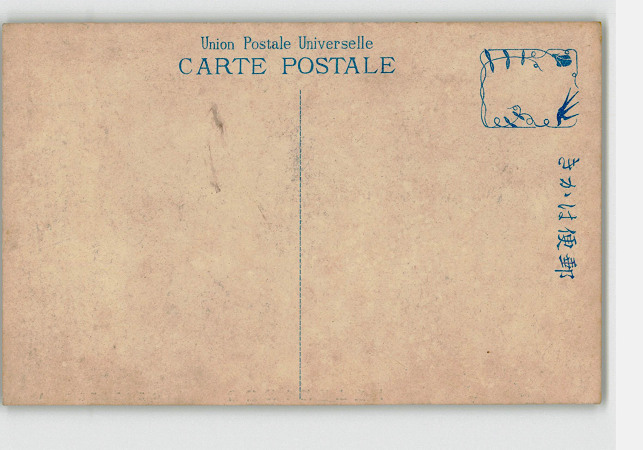 Union Postale Universelle
CARTE POSTALE
きかは便郵